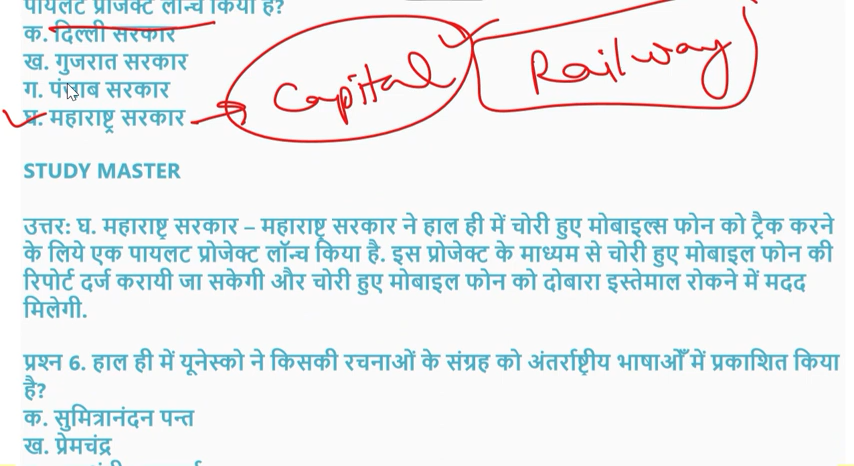 पायलट प्रोजेक्ट लॉन्च किया है?
क. दिल्ली सरकार
ख. गुजरात सरकार
ग. पंजाब सरकार
घ. महाराष्ट्र सरकार
Capital
Railway
STUDY MASTER
उत्तर: घ. महाराष्ट्र सरकार – महाराष्ट्र सरकार ने हाल ही में चोरी हुए मोबाइल्स फोन को ट्रैक करने
के लिये एक पायलट प्रोजेक्ट लॉन्च किया है. इस प्रोजेक्ट के माध्यम से चोरी हुए मोबाइल फोन की
रिपोर्ट दर्ज करायी जा सकेगी और चोरी हुए मोबाइल फोन को दोबारा इस्तेमाल रोकने में मदद
मिलेगी.
प्रश्न 6. हाल ही में यूनेस्को ने किसकी रचनाओं के संग्रह को अंतर्राष्ट्रीय भाषाओँ में प्रकाशित किया
है?
क. सुमित्रानंदन पन्त
ख. प्रेमचंद्र